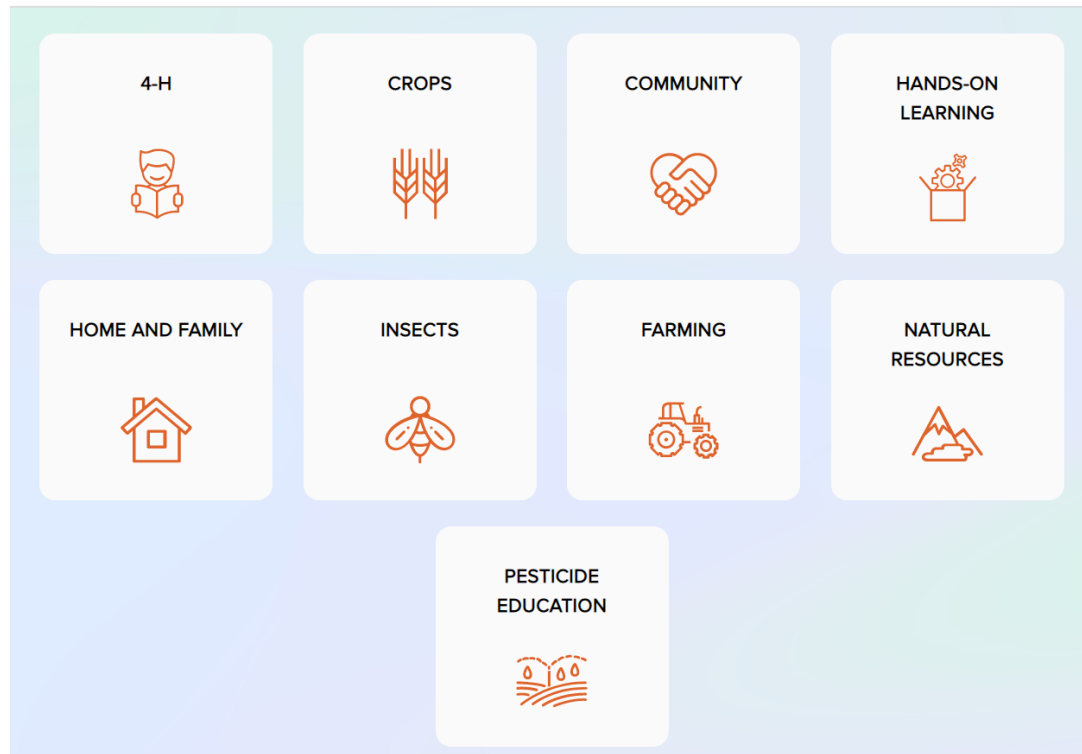 4-H
CROPS
COMMUNITY
HANDS-ON
LEARNING
HOME AND FAMILY
INSECTS
FARMING
NATURAL
RESOURCES
PESTICIDE
EDUCATION